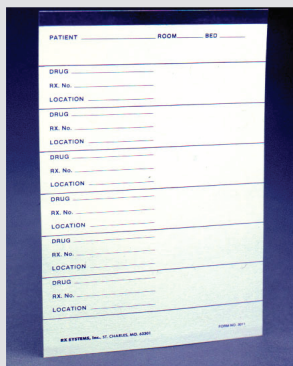 PATIENT ROOM BED
DRUG
RX. No.
LOCATION
DRUG
RX. No.
LOCATION
DRUG
RX. No.
LOCATION
DRUG
RX. No.
LOCATION
DRUG
RX. No.
LOCATION
DRUG
RX. No.
LOCATION
RX SYSTEMS, Inc., ST. CHARLES, MO. 63301 FORM NO.